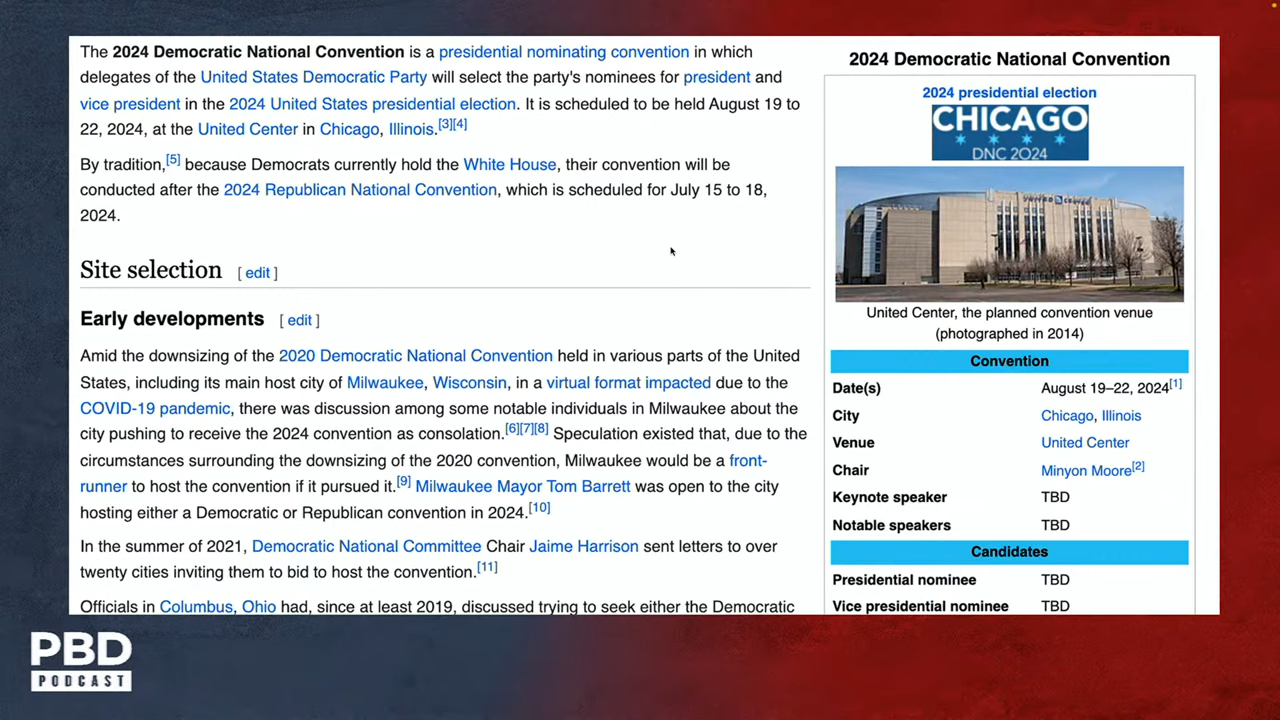 The 2024 Democratic National Convention is a presidential nominating convention in which
delegates of the United States Democratic Party will select the party's nominees for president and
vice president in the 2024 United States presidential election. It is scheduled to be held August 19 to
22, 2024, at the United Center in Chicago, Illinois.[3][4]
By tradition,[5] because Democrats currently hold the White House, their convention will be
conducted after the 2024 Republican National Convention, which is scheduled for July 15 to 18,
2024.
Site selection [ edit ]
Early developments [ edit ]
Amid the downsizing of the 2020 Democratic National Convention held in various parts of the United
States, including its main host city of Milwaukee, Wisconsin, in a virtual format impacted due to the
COVID-19 pandemic, there was discussion among some notable individuals in Milwaukee about the
city pushing to receive the 2024 convention as consolation.[6][7][8] Speculation existed that, due to the
circumstances surrounding the downsizing of the 2020 convention, Milwaukee would be a front-
runner to host the convention if it pursued it.[9] Milwaukee Mayor Tom Barrett was open to the city
hosting either a Democratic or Republican convention in 2024.[10]
In the summer of 2021, Democratic National Committee Chair Jaime Harrison sent letters to over
twenty cities inviting them to bid to host the convention.[11]
Officials in Columbus, Ohio had, since at least 2019, discussed trying to seek either the Democratic
2024 Democratic National Convention
2024 presidential election
CHICAGO
DNC 2024
UNITED CENTER
United Center, the planned convention venue
(photographed in 2014)
Convention
Date(s) August 19–22, 2024[1]
City Chicago, Illinois
Venue United Center
Chair Minyon Moore[2]
Keynote speaker TBD
Notable speakers TBD
Candidates
Presidential nominee TBD
Vice presidential nominee TBD
PBD
PODCAST